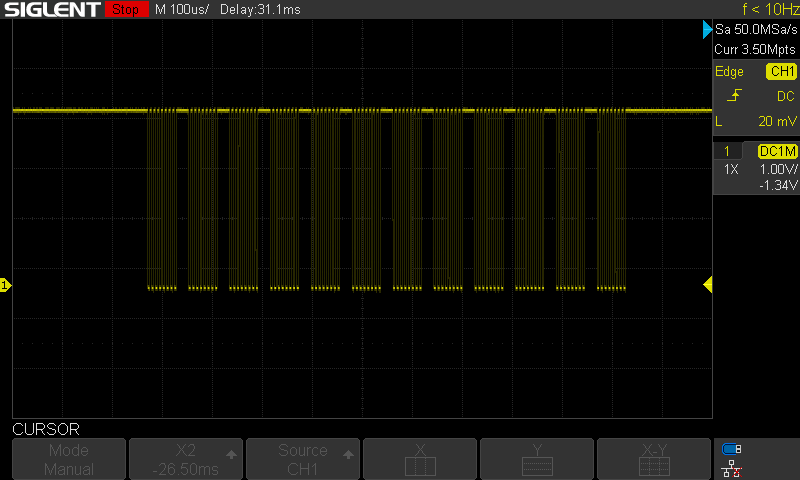 SIGLENT Stop M 100us/ Delay:31.1ms f < 10Hz
Sa 50.0MSa/s
Curr 3.50Mpts
Edge CH1
DC
L 20 mV
1 DC1M
1X 1.00V/
-1.34V
1
CURSOR
Mode
Manual
X2
-26.50ms
Source
CH1
X
Y
X-Y